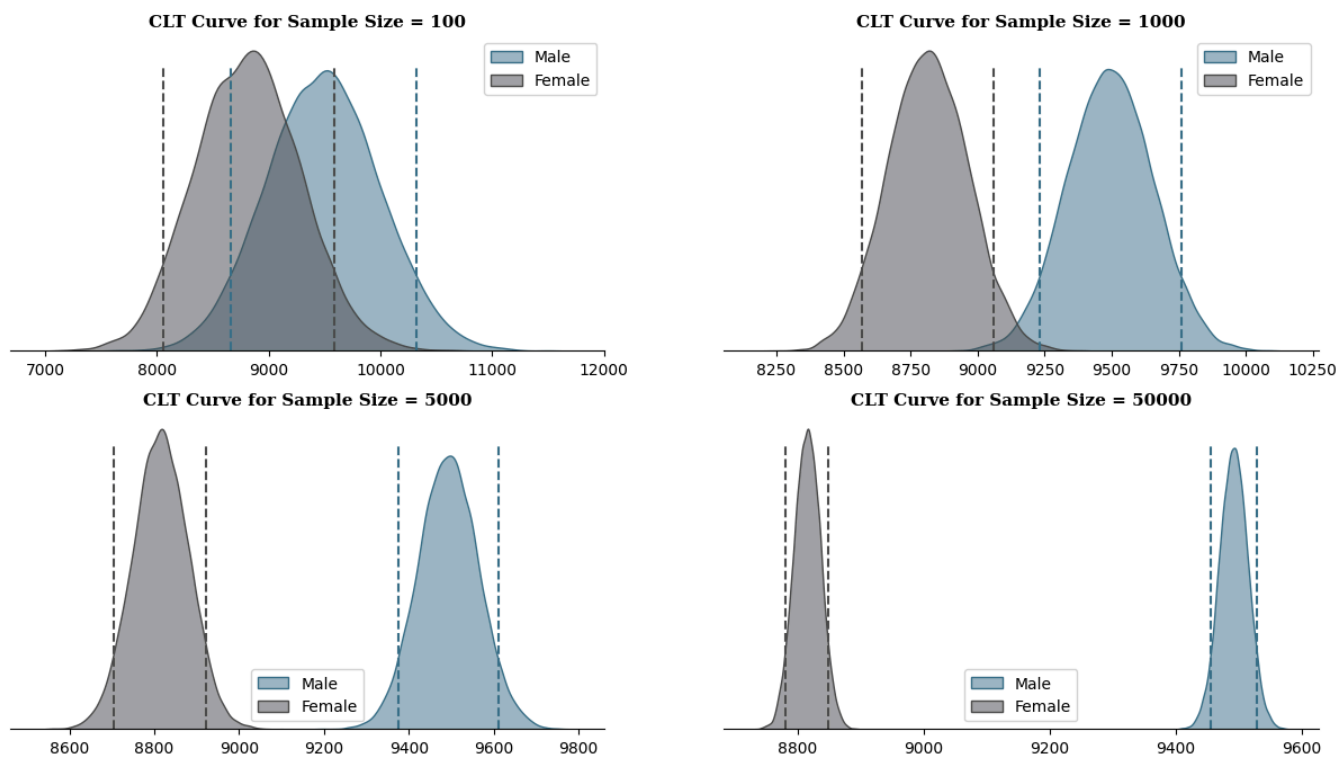 CLT Curve for Sample Size = 100
Male
Female
7000 8000 9000 10000 11000 12000
CLT Curve for Sample Size = 1000
Male
Female
8250 8500 8750 9000 9250 9500 9750 10000 10250
CLT Curve for Sample Size = 5000
Male
Female
8600 8800 9000 9200 9400 9600 9800
CLT Curve for Sample Size = 50000
Male
Female
8800 9000 9200 9400 9600